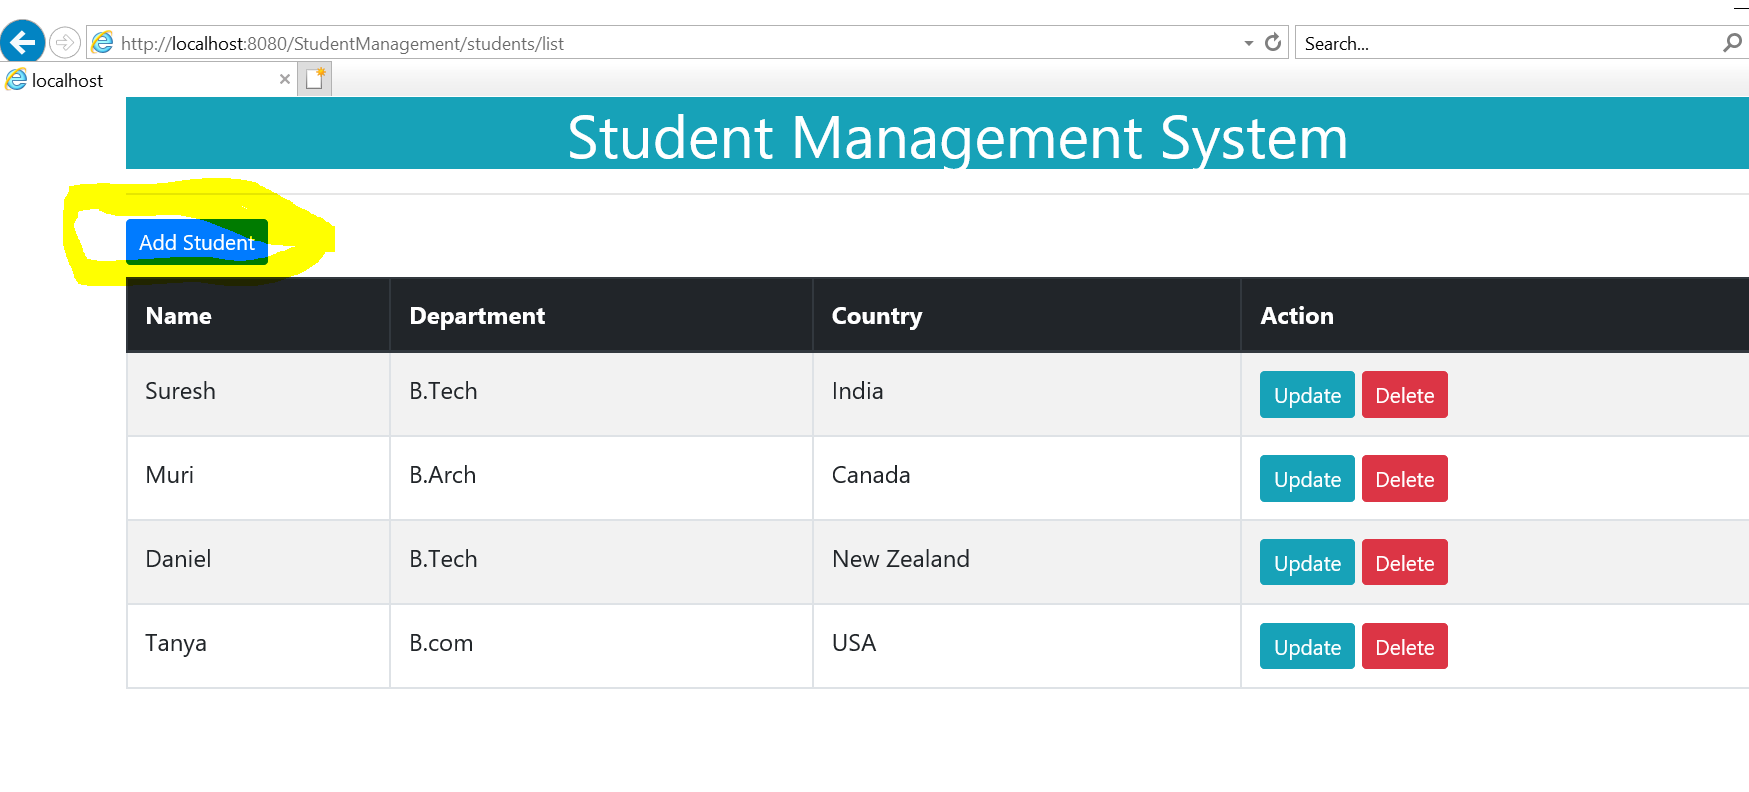 http://localhost:8080/StudentManagement/students/list
Search...
localhost
Student Management System
Add Student
Name Department Country Action
Suresh B.Tech India Update Delete
Muri B.Arch Canada Update Delete
Daniel B.Tech New Zealand Update Delete
Tanya B.com USA Update Delete